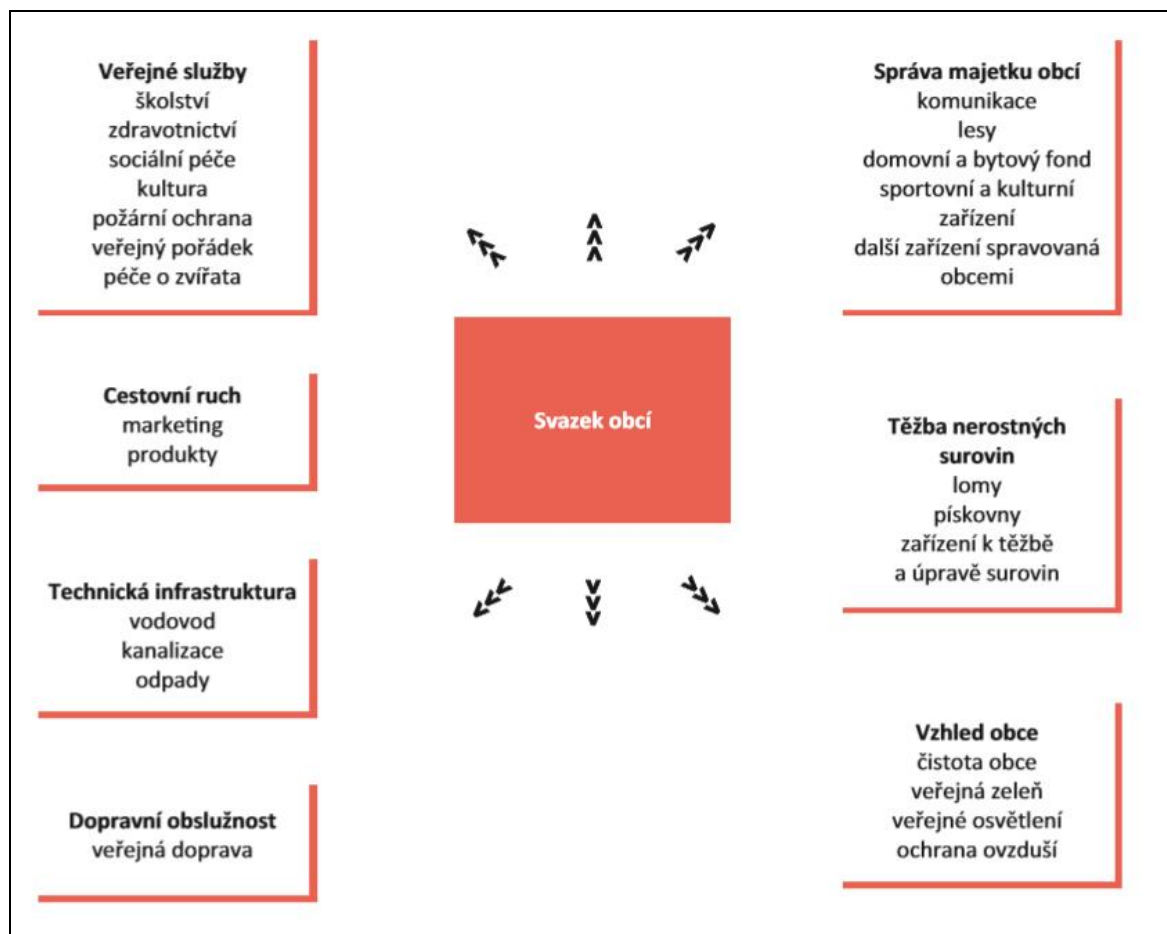 Veřejné služby
školství
zdravotnictví
sociální péče
kultura
požární ochrana
veřejný pořádek
péče o zvířata
Cestovní ruch
marketing
produkty
Technická infrastruktura
vodovod
kanalizace
odpady
Dopravní obslužnost
veřejná doprava
Svazek obcí
Správa majetku obcí
komunikace
lesy
domovní a bytový fond
sportovní a kulturní
zařízení
další zařízení spravovaná
obcemi
Těžba nerostných
surovin
lomy
pískovny
zařízení k těžbě
a úpravě surovin
Vzhled obce
čistota obce
veřejná zeleň
veřejné osvětlení
ochrana ovzduší